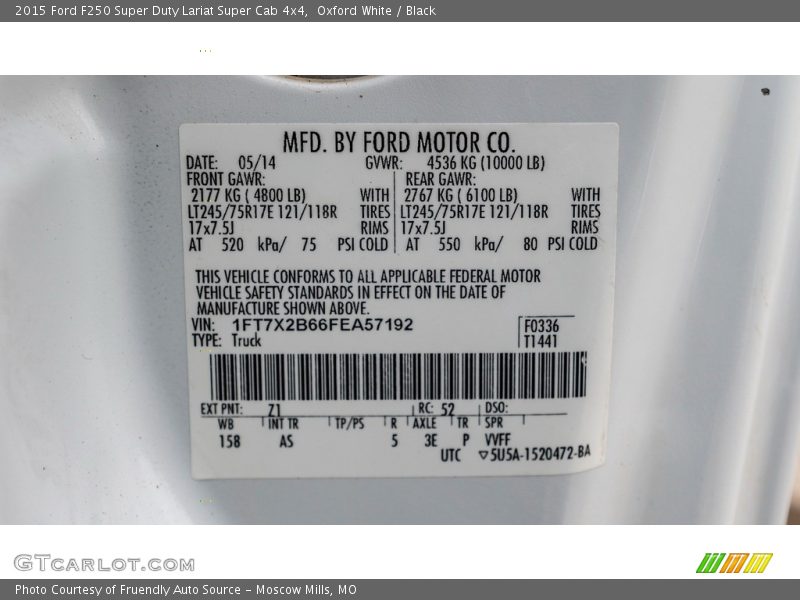 2015 Ford F250 Super Duty Lariat Super Cab 4x4, Oxford White / Black
MFD. BY FORD MOTOR CO.
DATE: 05/14 GVWR: 4536 KG (10000 LB)
FRONT GAWR: REAR GAWR:
2177 KG ( 4800 LB) WITH 2767 KG ( 6100 LB) WITH
LT245/75R17E 121/118R TIRES LT245/75R17E 121/118R TIRES
17x7.5J RIMS 17x7.5J RIMS
AT 520 kPa/ 75 PSI COLD AT 550 kPa/ 80 PSI COLD
THIS VEHICLE CONFORMS TO ALL APPLICABLE FEDERAL MOTOR
VEHICLE SAFETY STANDARDS IN EFFECT ON THE DATE OF
MANUFACTURE SHOWN ABOVE.
VIN: 1FT7X2B66FEA57192 F0336
TYPE: Truck T1441
EXT PNT: Z1 RC: 52 DSO:
WB INT TR TP/PS R AXLE TR SPR
158 AS 5 3E P VVFF
UTC ▽5U5A-1520472-BA
GTCARLOT.COM
Photo Courtesy of Fruendly Auto Source - Moscow Mills, MO